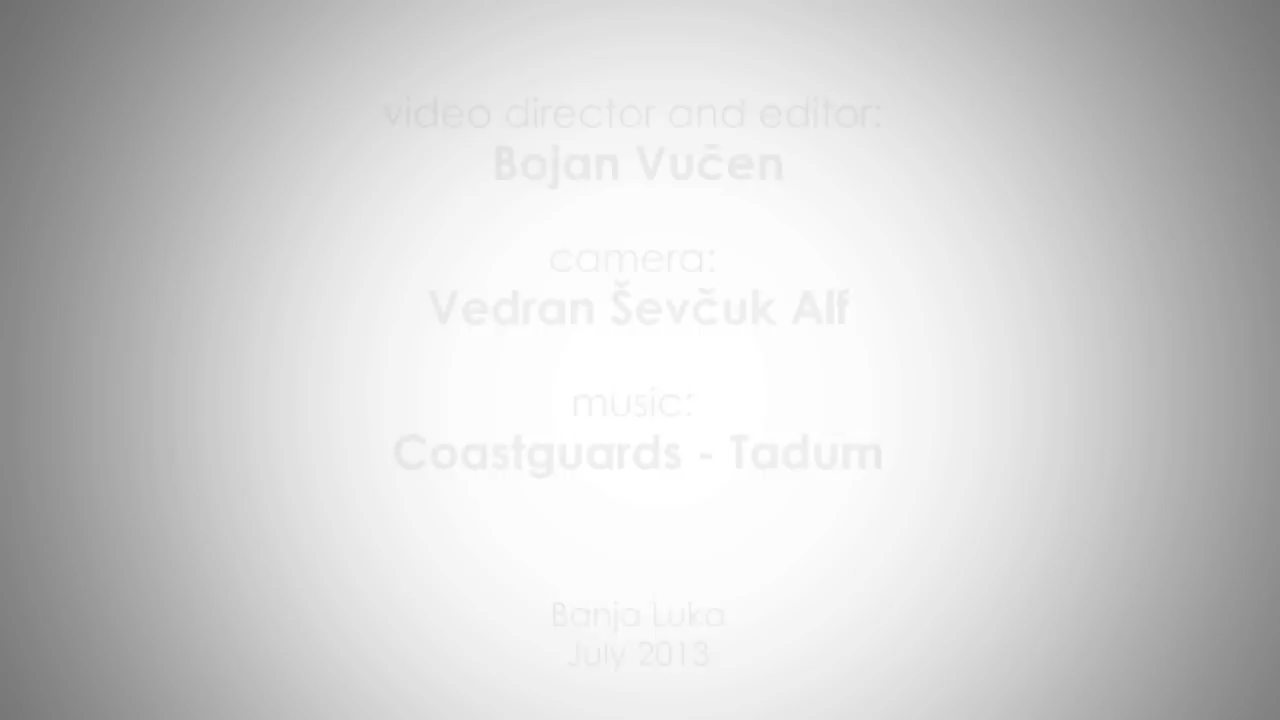 video director and editor:
Bojan Vučen
camera:
Vedran Ševčuk Alf
music:
Coastguards - Tadum
Banja Luka
July 2013